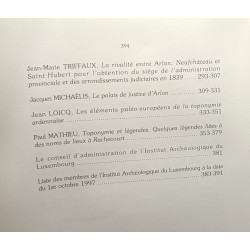 394
Jean-Marie TRIFFAUX, La rivalité entre Arlon, Neufchâteau et
Saint-Hubert pour l'obtention du siège de l'administration
provinciale et des arrondissements judiciaires en 1839
293-307
Jacques MICHAËLIS, Le palais de justice d'Arlon
309-331
Jean LOICQ, Les éléments paléo-européens de la toponymie
ardennaise
333-351
Paul MATHIEU, Toponymie et légendes. Quelques légendes liées à
des noms de lieux à Rachecourt
353-379
Le conseil d'administration de l'Institut Archéologique du
Luxembourg
381
Liste des membres de l'Institut Archéologique du Luxembourg à la date
du 1er octobre 1997
383-391